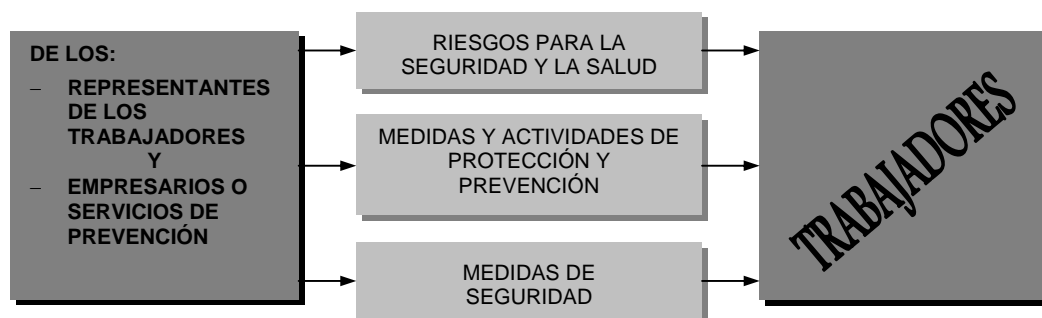 DE LOS:
– REPRESENTANTES
DE LOS
TRABAJADORES
Y
– EMPRESARIOS O
SERVICIOS DE
PREVENCIÓN
RIESGOS PARA LA
SEGURIDAD Y LA SALUD
MEDIDAS Y ACTIVIDADES DE
PROTECCIÓN Y
PREVENCIÓN
MEDIDAS DE
SEGURIDAD
TRABAJADORES